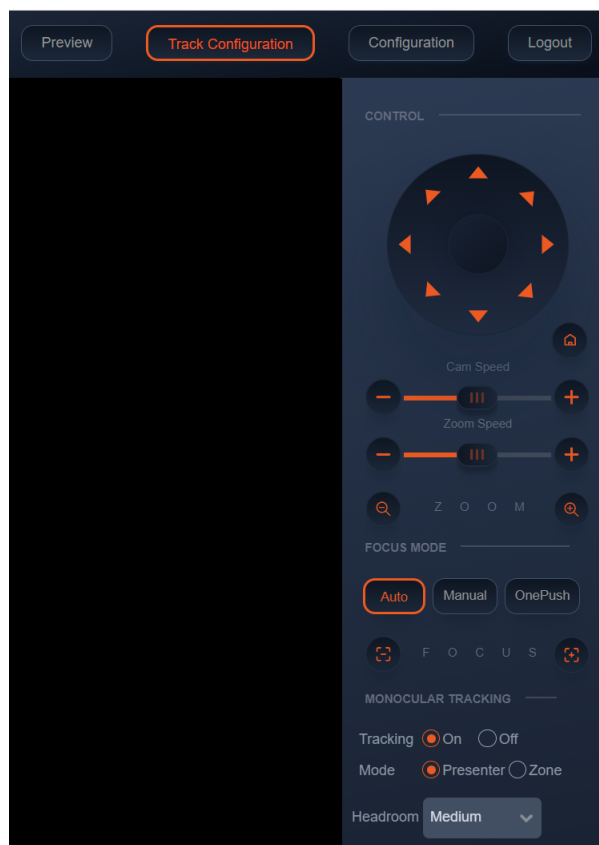 Preview Track Configuration Configuration Logout
CONTROL
Cam Speed
Zoom Speed
Z O O M
FOCUS MODE
Auto Manual OnePush
F O C U S
MONOCULAR TRACKING
Tracking On Off
Mode Presenter Zone
Headroom Medium